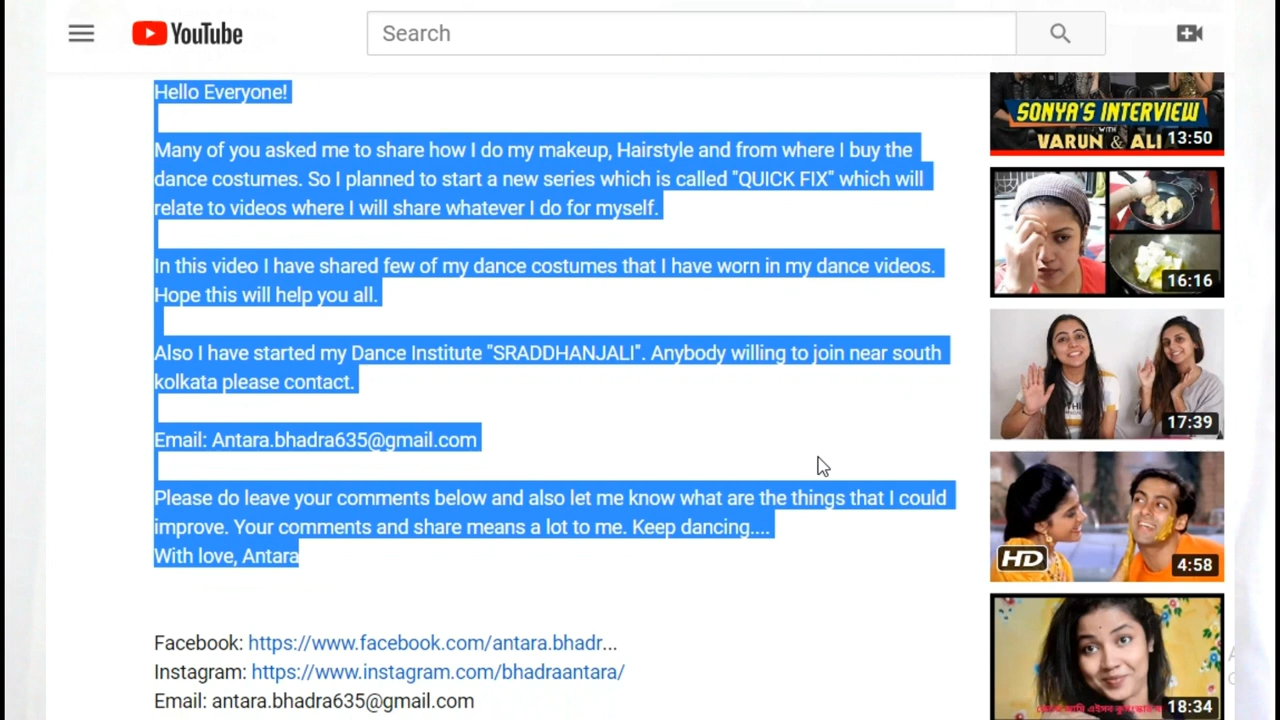 YouTube
Search
Hello Everyone!
Many of you asked me to share how I do my makeup, Hairstyle and from where I buy the
dance costumes. So I planned to start a new series which is called "QUICK FIX" which will
relate to videos where I will share whatever I do for myself.
In this video I have shared few of my dance costumes that I have worn in my dance videos.
Hope this will help you all.
Also I have started my Dance Institute "SRADDHANJALI". Anybody willing to join near south
kolkata please contact.
Email: Antara.bhadra635@gmail.com
Please do leave your comments below and also let me know what are the things that I could
improve. Your comments and share means a lot to me. Keep dancing....
With love, Antara
Facebook: https://www.facebook.com/antara.bhadr...
Instagram: https://www.instagram.com/bhadraantara/
Email: antara.bhadra635@gmail.com
SONYA'S INTERVIEW
WITH
VARUN & ALI
13:50
16:16
17:39
HD
4:58
18:34